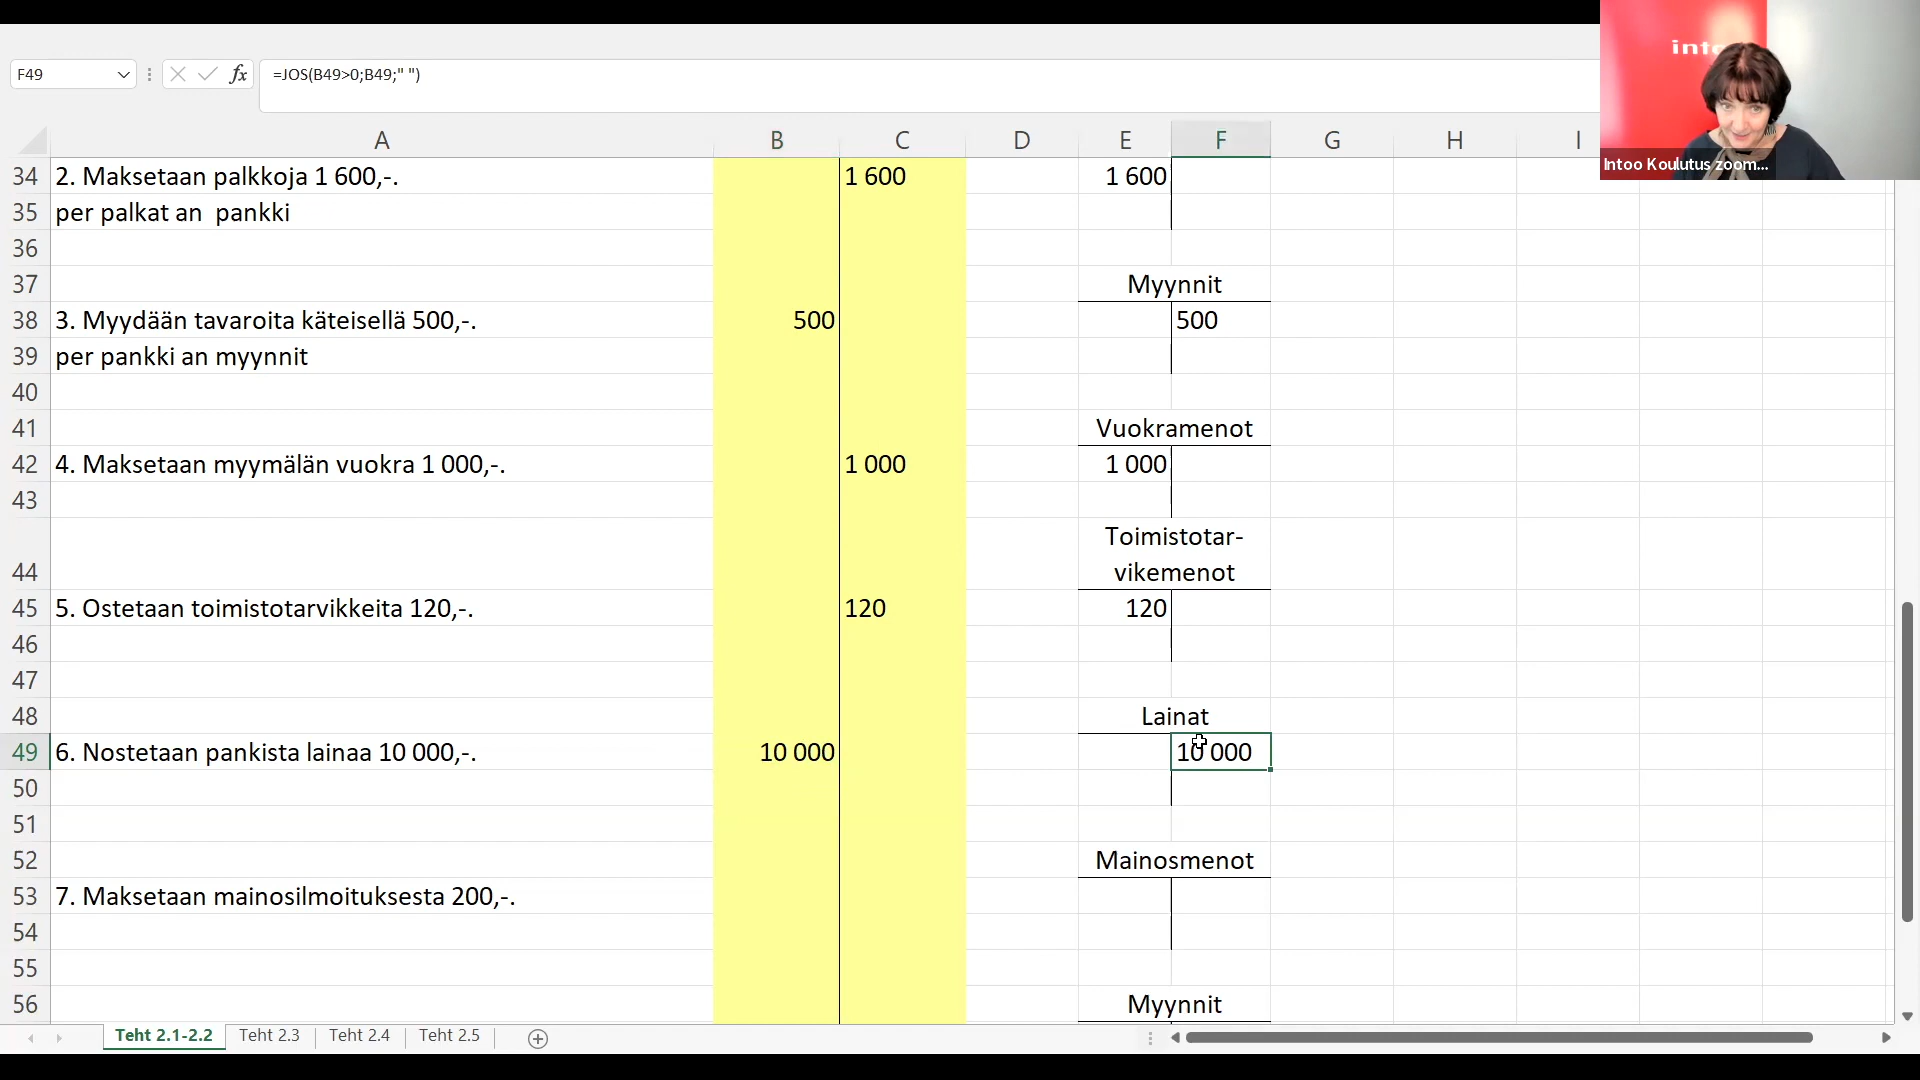 into
Intoo Koulutus zoom...
F49
fx
=JOS(B49>0;B49;" ")
A B C D E F G H I
34 2. Maksetaan palkkoja 1 600,-. 1 600 1 600
35 per palkat an pankki
36
37 Myynnit
38 3. Myydään tavaroita käteisellä 500,-. 500 500
39 per pankki an myynnit
40
41 Vuokramenot
42 4. Maksetaan myymälän vuokra 1 000,-. 1 000 1 000
43
Toimistotar-
44 vikemenot
45 5. Ostetaan toimistotarvikkeita 120,-. 120 120
46
47
48 Lainat
49 6. Nostetaan pankista lainaa 10 000,-. 10 000 10 000
50
51
52 Mainosmenot
53 7. Maksetaan mainosilmoituksesta 200,-.
54
55
56 Myynnit
Teht 2.1-2.2 Teht 2.3 Teht 2.4 Teht 2.5